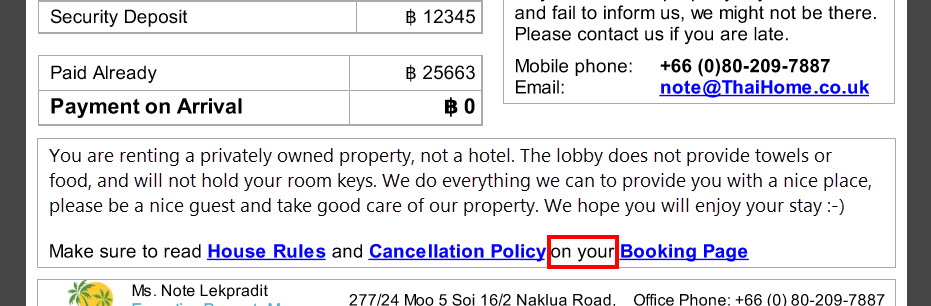 Security Deposit ฿ 12345
Paid Already ฿ 25663
Payment on Arrival ฿ 0
and fail to inform us, we might not be there.
Please contact us if you are late.
Mobile phone: +66 (0)80-209-7887
Email: note@ThaiHome.co.uk
You are renting a privately owned property, not a hotel. The lobby does not provide towels or
food, and will not hold your room keys. We do everything we can to provide you with a nice place,
please be a nice guest and take good care of our property. We hope you will enjoy your stay :-)
Make sure to read House Rules and Cancellation Policy on your Booking Page
Ms. Note Lekpradit
277/24 Moo 5 Soi 16/2 Naklua Road, Office Phone: +66 (0) 80-209-7887